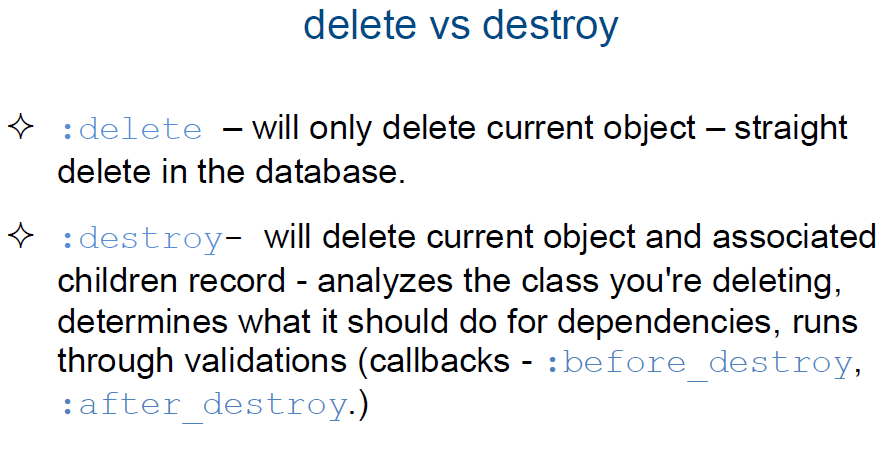 delete vs destroy
✧ :delete – will only delete current object – straight
delete in the database.
✧ :destroy- will delete current object and associated
children record - analyzes the class you're deleting,
determines what it should do for dependencies, runs
through validations (callbacks - :before_destroy,
:after_destroy.)